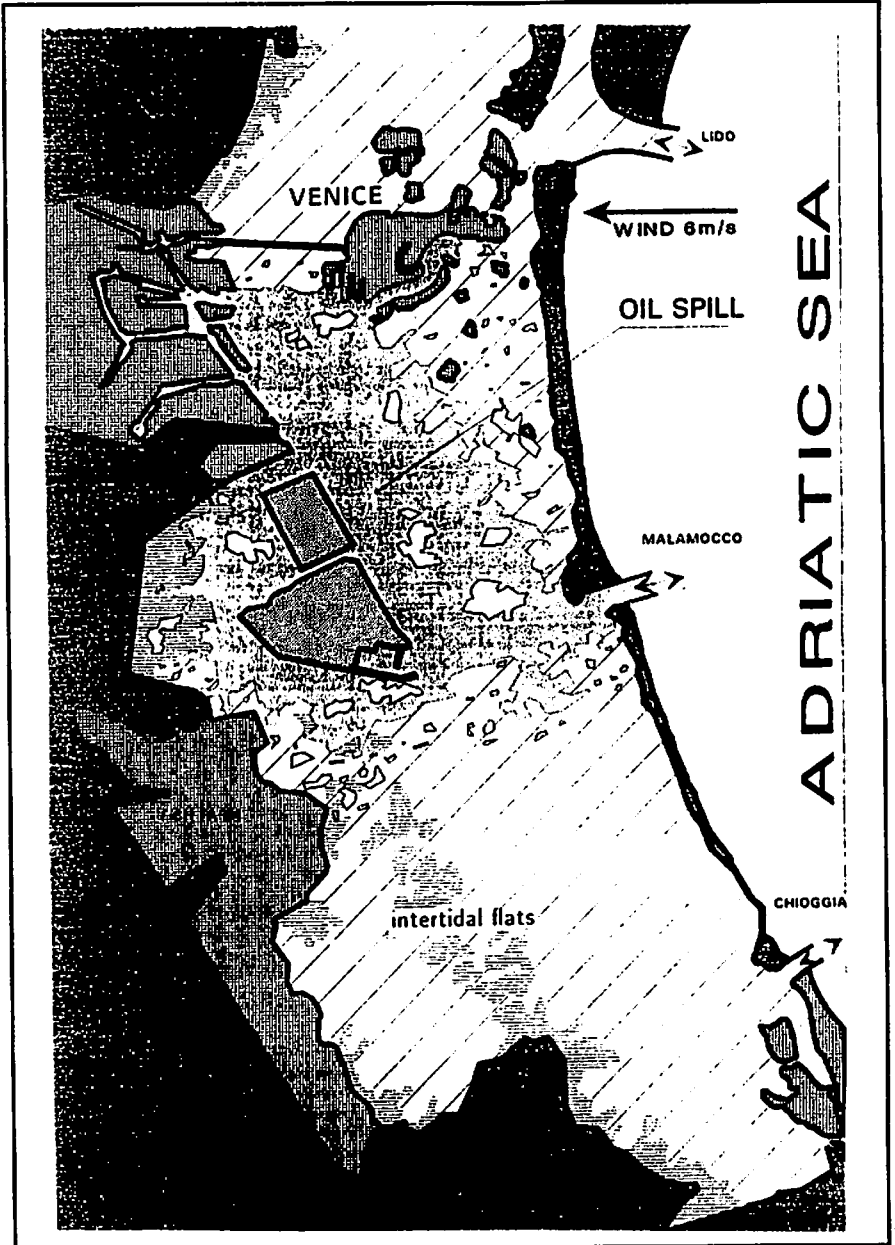 LIDO
VENICE
WIND 6m/s
OIL SPILL
ADRIATIC SEA
MALAMOCCO
CHIOGGIA
intertidal flats